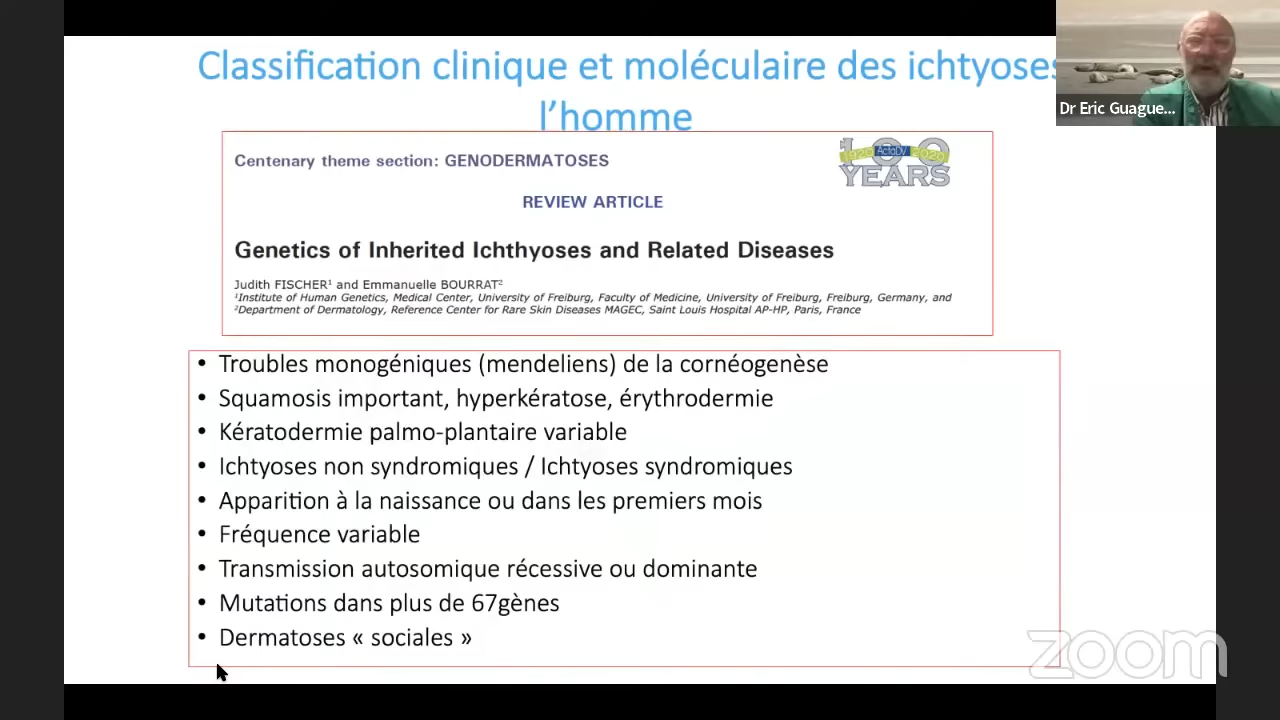 Classification clinique et moléculaire des ichtyoses
l’homme
Dr Eric Guague...
Centenary theme section: GENODERMATOSES
1920 ActaDV 2020
100
YEARS
REVIEW ARTICLE
Genetics of Inherited Ichthyoses and Related Diseases
Judith FISCHER¹ and Emmanuelle BOURRAT²
¹Institute of Human Genetics, Medical Center, University of Freiburg, Faculty of Medicine, University of Freiburg, Freiburg, Germany, and
²Department of Dermatology, Reference Center for Rare Skin Diseases MAGEC, Saint Louis Hospital AP-HP, Paris, France
• Troubles monogéniques (mendeliens) de la cornéogenèse
• Squamosis important, hyperkératose, érythrodermie
• Kératodermie palmo-plantaire variable
• Ichtyoses non syndromiques / Ichtyoses syndromiques
• Apparition à la naissance ou dans les premiers mois
• Fréquence variable
• Transmission autosomique récessive ou dominante
• Mutations dans plus de 67gènes
• Dermatoses « sociales »
zoom